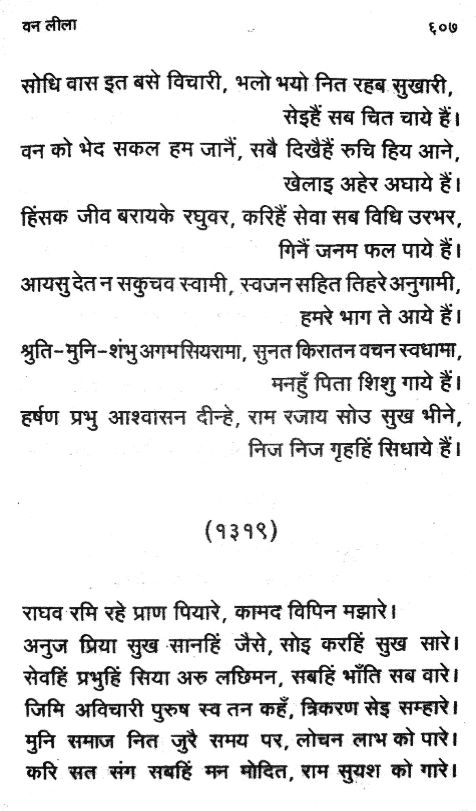 वन लीला ६०७
सोधि वास इत बसे विचारी, भलो भयो नित रहब सुखारी,
सेइहैं सब चित चाये हैं।
वन को भेद सकल हम जानैं, सबै दिखैहैं रुचि हिय आने,
खेलाइ अहेर अघाये हैं।
हिंसक जीव बरायके रघुवर, करिहैं सेवा सब विधि उरभर,
गिनैं जनम फल पाये हैं।
आयसु देत न सकुचव स्वामी, स्वजन सहित तिहरे अनुगामी,
हमरे भाग ते आये हैं।
श्रुति-मुनि-शंभु अगम सियरामा, सुनत किरातन वचन स्वधामा,
मनहुँ पिता शिशु गाये हैं।
हर्षण प्रभु आश्वासन दीन्हे, राम रजाय सोउ सुख भीने,
निज निज गृहहिं सिधाये हैं।
(१३१९)
राघव रमि रहे प्राण पियारे, कामद विपिन मझारे।
अनुज प्रिया सुख सानहिं जैसे, सोइ करहिं सुख सारे।
सेवहिं प्रभुहिं सिया अरु लछिमन, सबहिं भाँति सब वारे।
जिमि अविचारी पुरुष स्व तन कहँ, त्रिकरण सेइ सम्हारे।
मुनि समाज नित जुरै समय पर, लोचन लाभ को पारे।
करि सत संग सबहिं मन मोदित, राम सुयश को गारे।